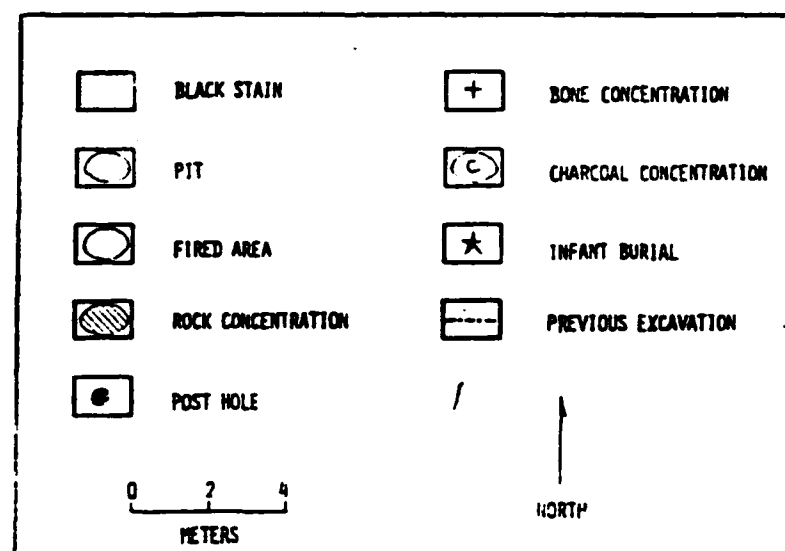 BLACK STAIN
PIT
FIRED AREA
ROCK CONCENTRATION
POST HOLE
+ BONE CONCENTRATION
C CHARCOAL CONCENTRATION
INFANT BURIAL
PREVIOUS EXCAVATION
0 2 4
METERS
NORTH